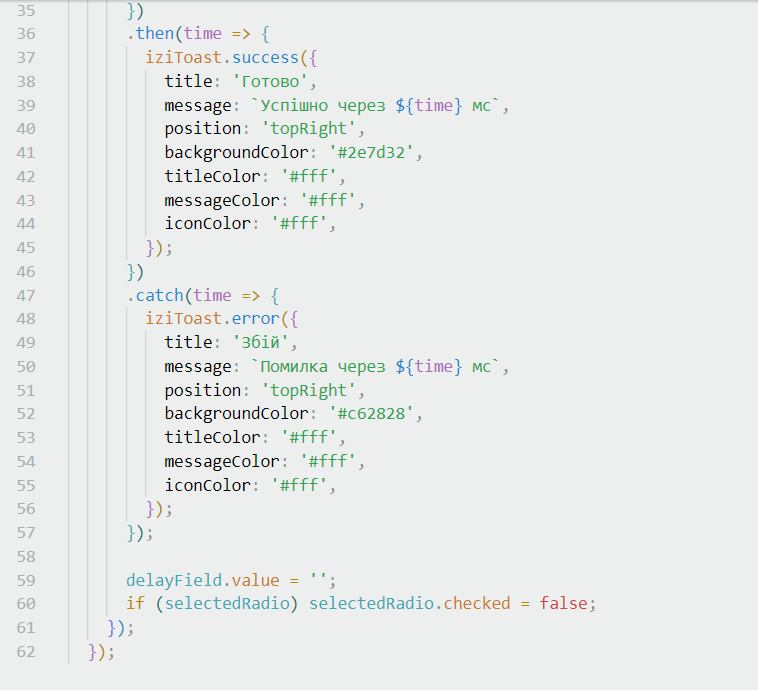 35 })
36 .then(time => {
37 iziToast.success({
38 title: 'Готово',
39 message: `Успішно через ${time} мс`,
40 position: 'topRight',
41 backgroundColor: '#2e7d32',
42 titleColor: '#fff',
43 messageColor: '#fff',
44 iconColor: '#fff',
45 });
46 })
47 .catch(time => {
48 iziToast.error({
49 title: 'Збій',
50 message: `Помилка через ${time} мс`,
51 position: 'topRight',
52 backgroundColor: '#c62828',
53 titleColor: '#fff',
54 messageColor: '#fff',
55 iconColor: '#fff',
56 });
57 });
58
59 delayField.value = '';
60 if (selectedRadio) selectedRadio.checked = false;
61 });
62 });